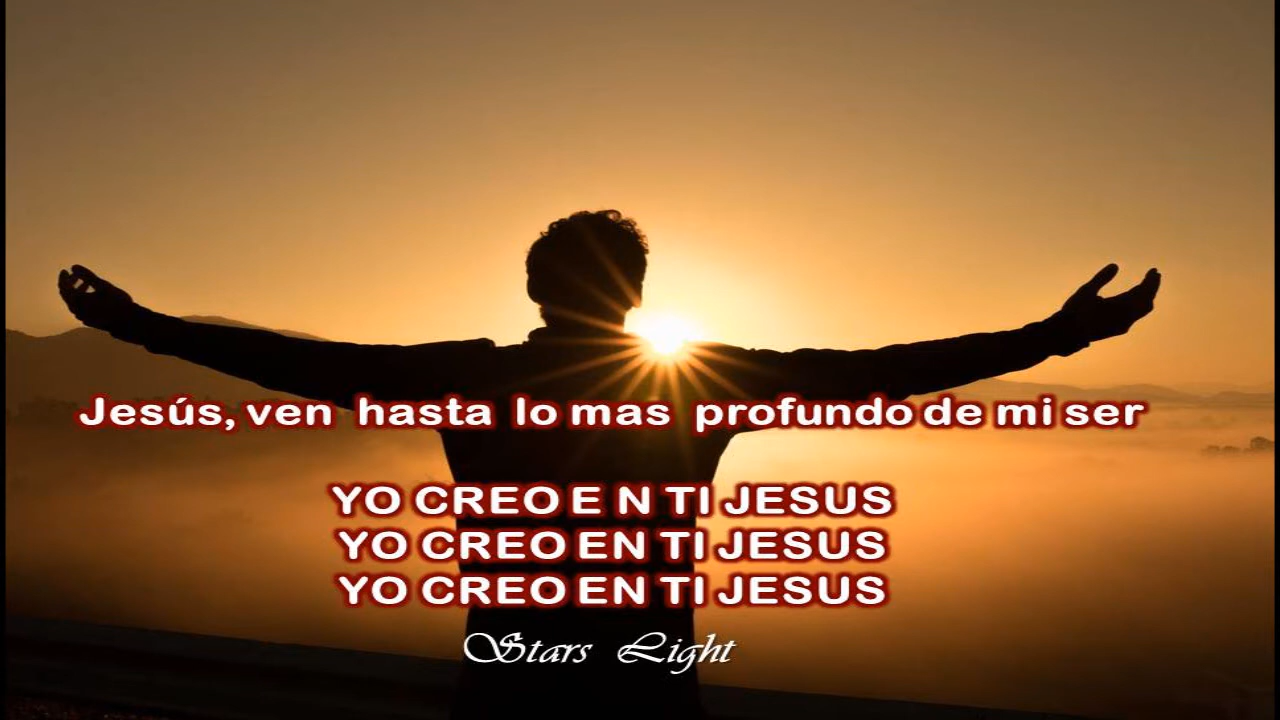 Jesús, ven hasta lo mas profundo de mi ser
YO CREO E N TI JESUS
YO CREO EN TI JESUS
YO CREO EN TI JESUS
Stars Light